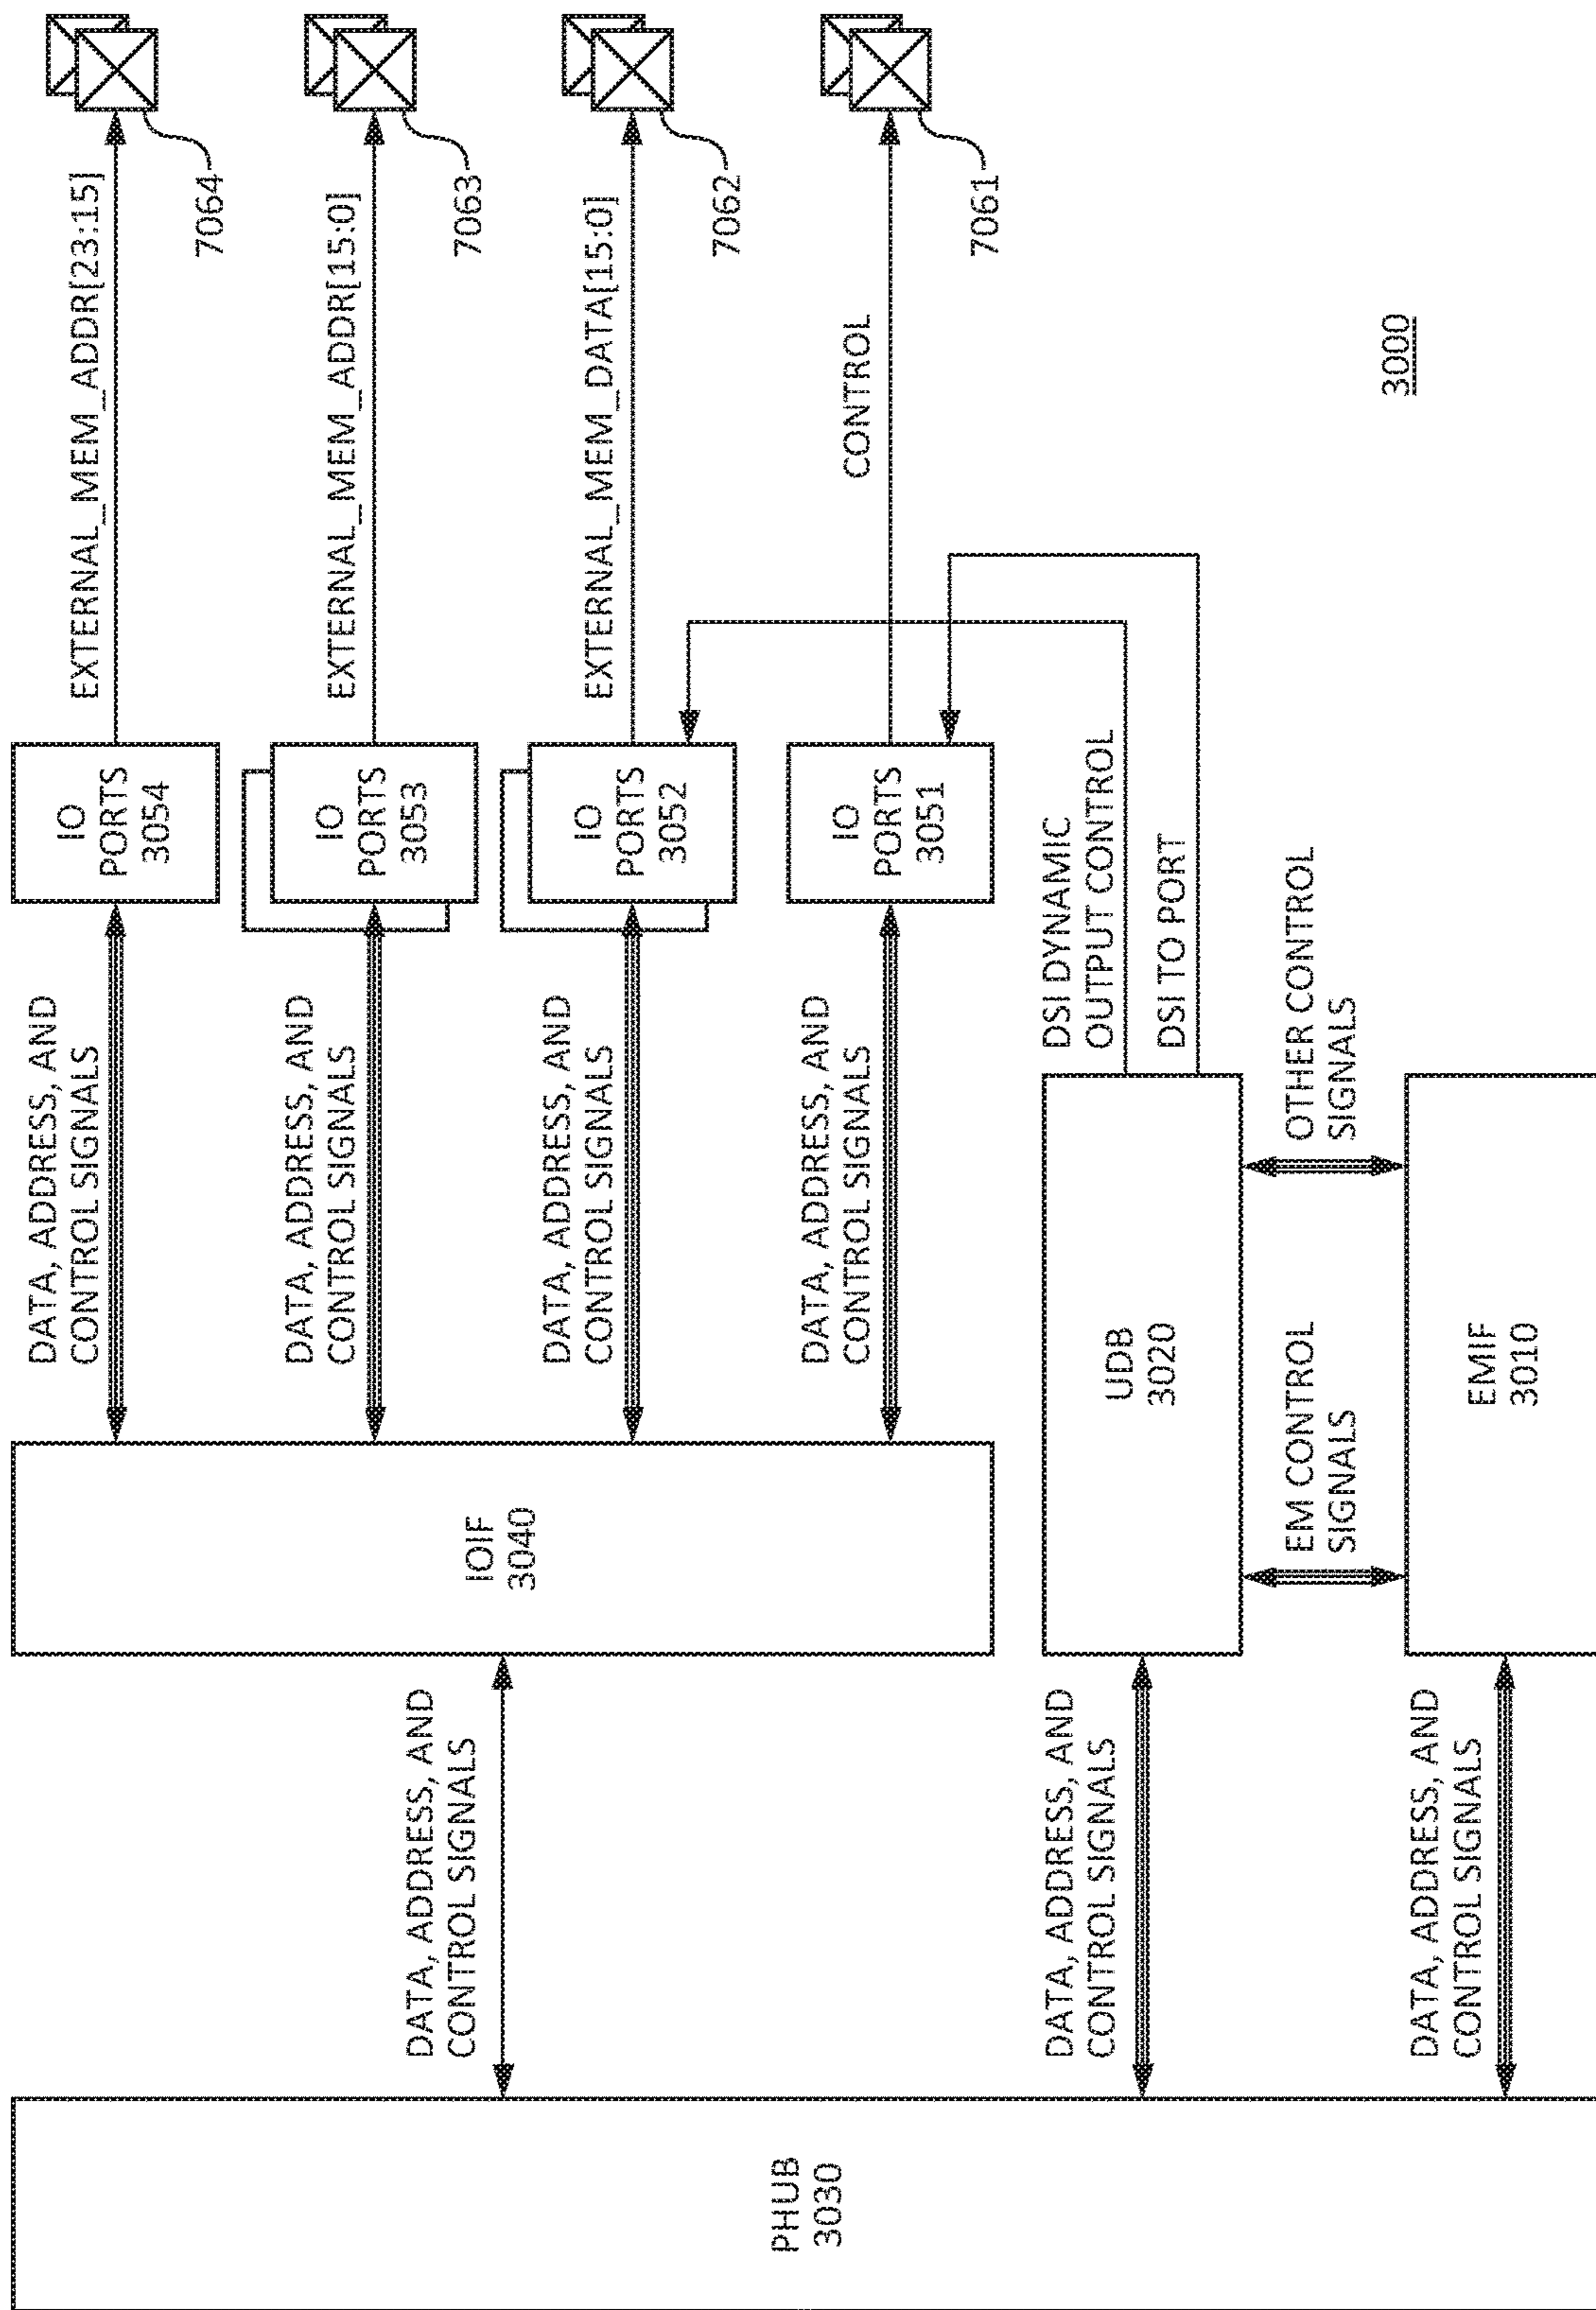 PHUB
3030
DATA, ADDRESS, AND
CONTROL SIGNALS
DATA, ADDRESS, AND
CONTROL SIGNALS
DATA, ADDRESS, AND
CONTROL SIGNALS
IOIF
3040
UDB
3020
EMIF
3010
EM CONTROL
SIGNALS
OTHER CONTROL
SIGNALS
DATA, ADDRESS, AND
CONTROL SIGNALS
DATA, ADDRESS, AND
CONTROL SIGNALS
DATA, ADDRESS, AND
CONTROL SIGNALS
DATA, ADDRESS, AND
CONTROL SIGNALS
IO
PORTS
3054
IO
PORTS
3053
IO
PORTS
3052
IO
PORTS
3051
DSI DYNAMIC
OUTPUT CONTROL
DSI TO PORT
EXTERNAL_MEM_ADDR[23:15]
EXTERNAL_MEM_ADDR[15:0]
EXTERNAL_MEM_DATA[15:0]
CONTROL
7064
7063
7062
7061
3000